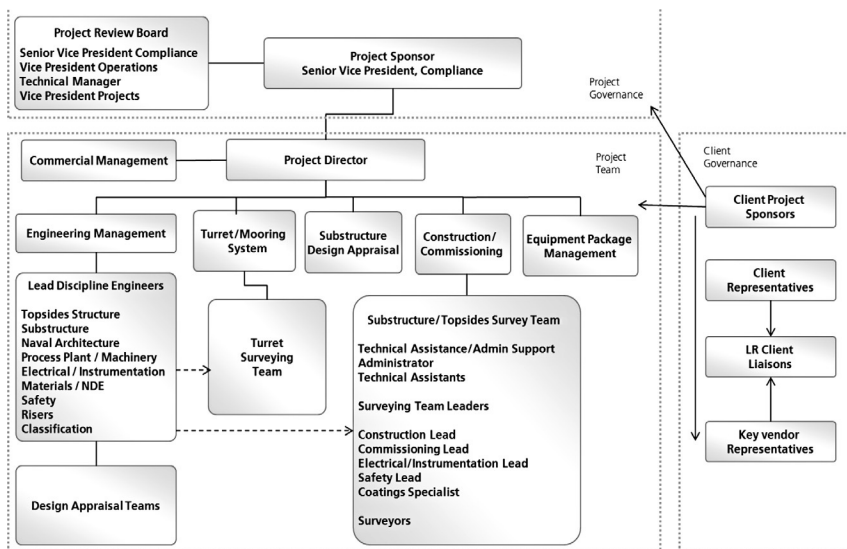 Project Review Board
Senior Vice President Compliance
Vice President Operations
Technical Manager
Vice President Projects
Project Sponsor
Senior Vice President, Compliance
Project
Governance
Commercial Management
Project Director
Project
Team
Client
Governance
Engineering Management
Turret/Mooring
System
Substructure
Design Appraisal
Construction/
Commissioning
Equipment Package
Management
Client Project
Sponsors
Lead Discipline Engineers
Topsides Structure
Substructure
Naval Architecture
Process Plant / Machinery
Electrical / Instrumentation
Materials / NDE
Safety
Risers
Classification
Turret
Surveying
Team
Substructure/Topsides Survey Team
Technical Assistance/Admin Support
Administrator
Technical Assistants
Surveying Team Leaders
Construction Lead
Commissioning Lead
Electrical/Instrumentation Lead
Safety Lead
Coatings Specialist
Surveyors
Client
Representatives
LR Client
Liaisons
Key vendor
Representatives
Design Appraisal Teams